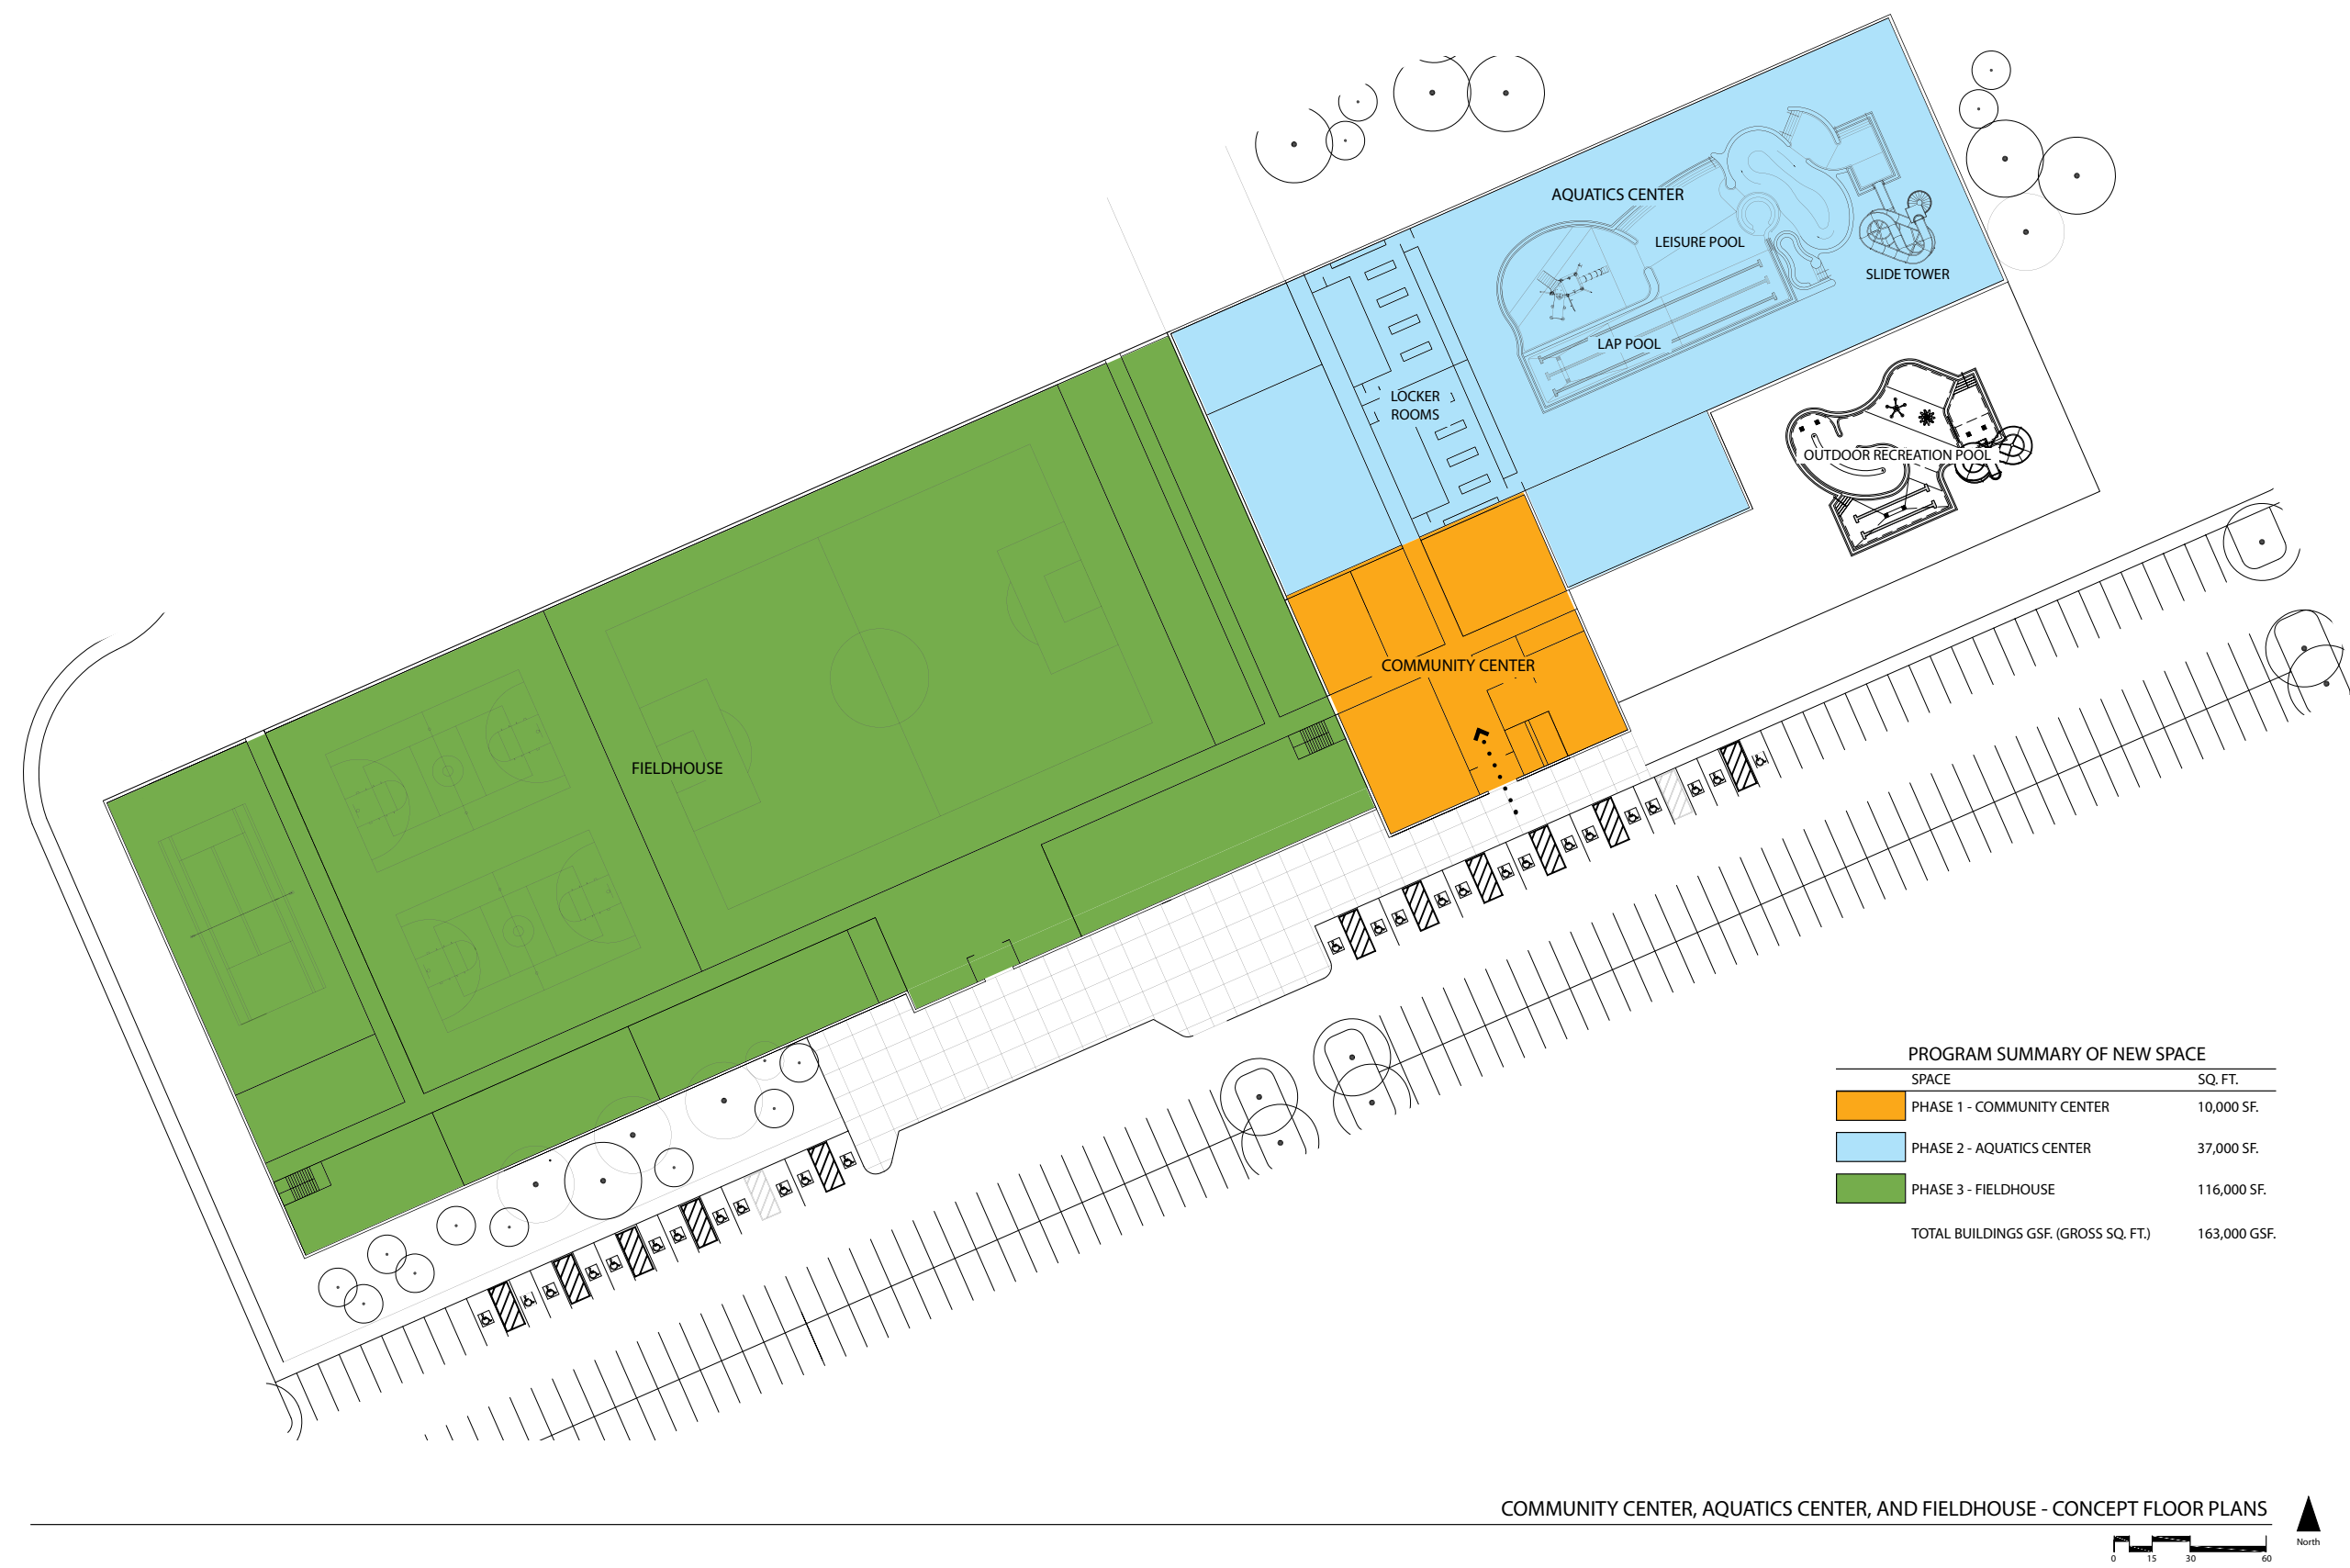 AQUATICS CENTER
LEISURE POOL
SLIDE TOWER
LAP POOL
LOCKER
ROOMS
OUTDOOR RECREATION POOL
COMMUNITY CENTER
FIELDHOUSE
PROGRAM SUMMARY OF NEW SPACE
SPACE SQ. FT.
PHASE 1 - COMMUNITY CENTER 10,000 SF.
PHASE 2 - AQUATICS CENTER 37,000 SF.
PHASE 3 - FIELDHOUSE 116,000 SF.
TOTAL BUILDINGS GSF. (GROSS SQ. FT.) 163,000 GSF.
COMMUNITY CENTER, AQUATICS CENTER, AND FIELDHOUSE - CONCEPT FLOOR PLANS
North
0 15 30 60